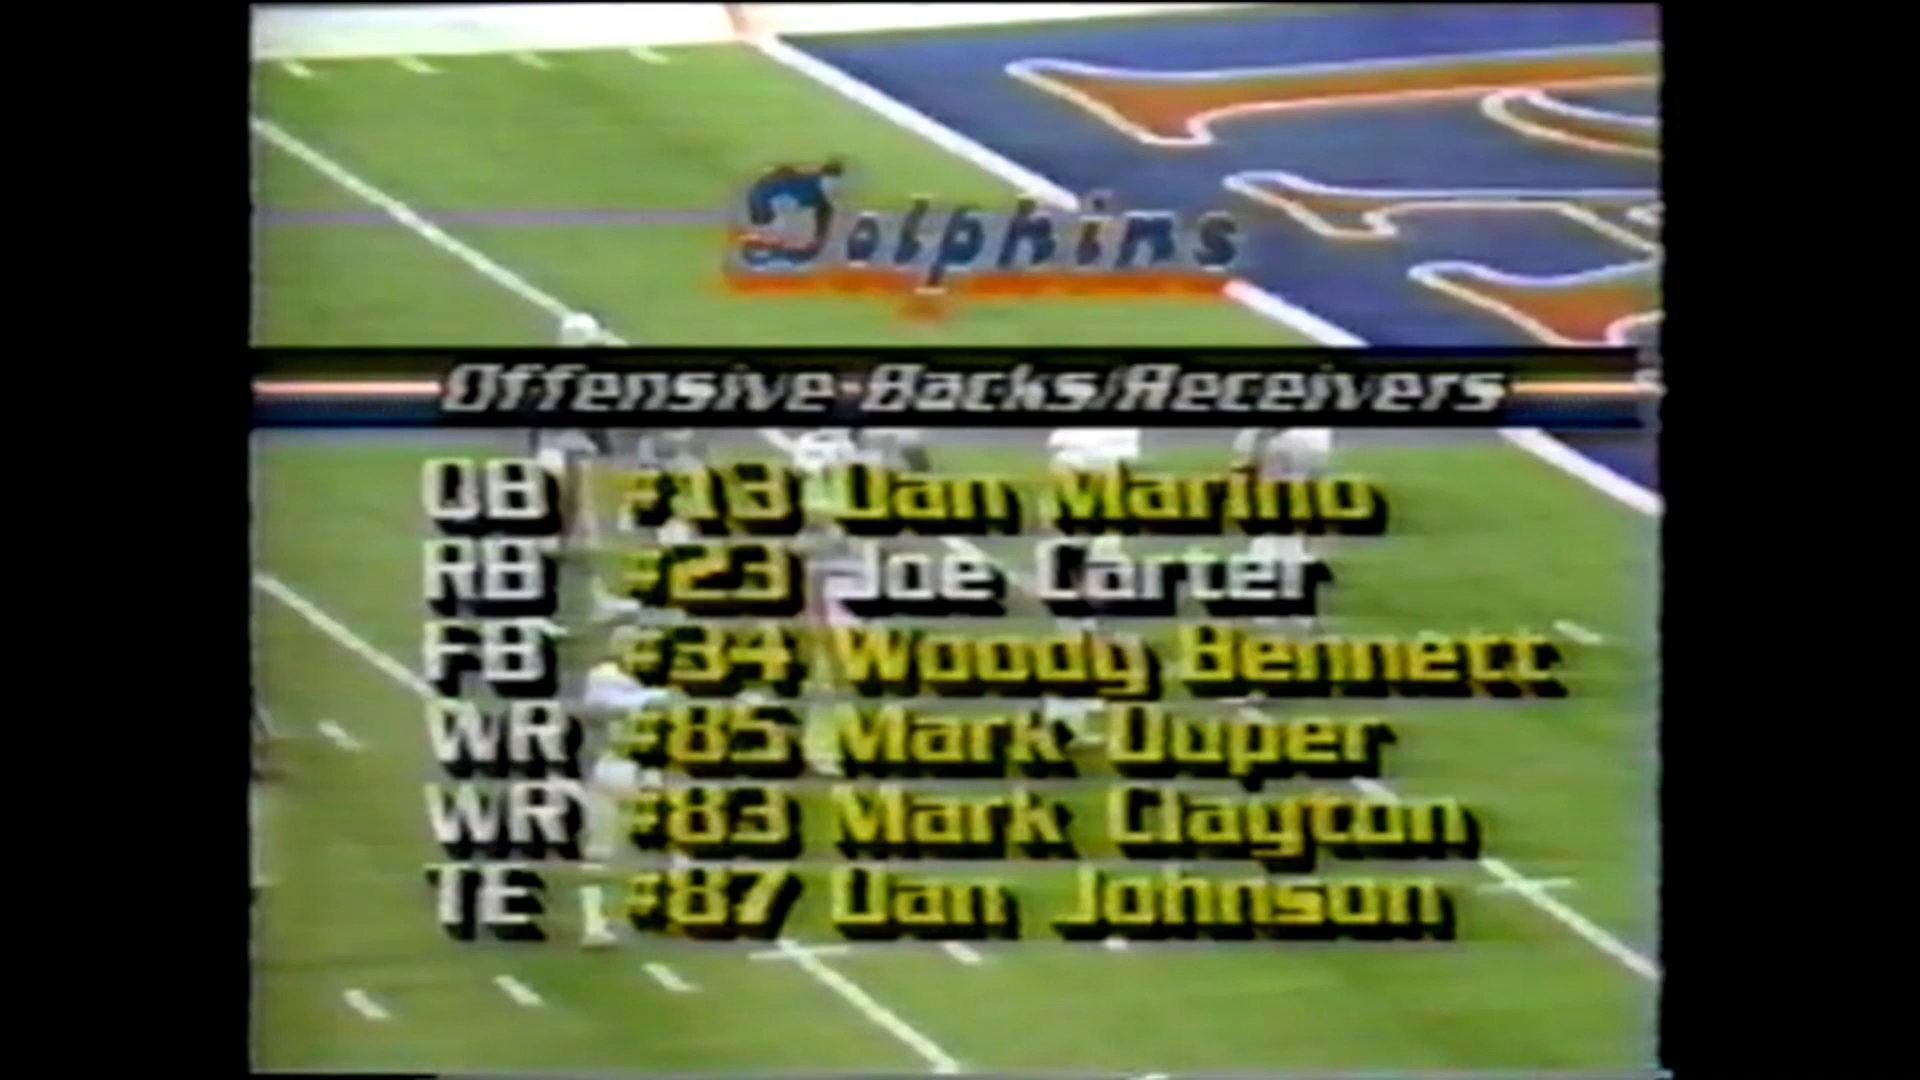 Dolphins
Offensive Backs/Receivers
QB #13 Dan Marino
RB #23 Joe Carter
FB #34 Woody Bennett
WR #85 Mark Duper
WR #83 Mark Clayton
TE #87 Dan Johnson